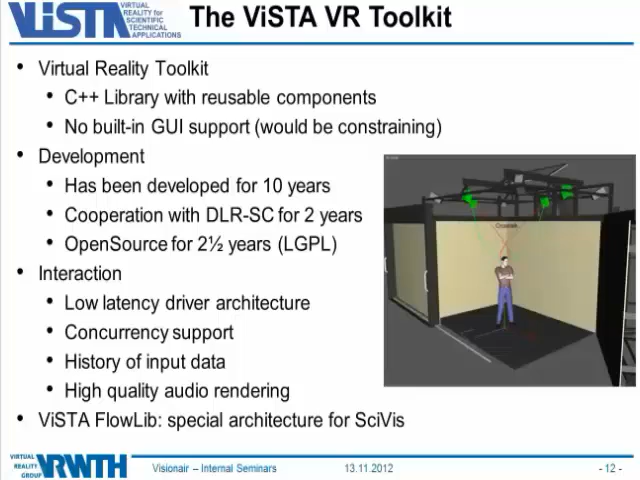 ViSTA
VIRTUAL
REALITY for
SCIENTIFIC
TECHNICAL
APPLICATIONS
The ViSTA VR Toolkit
• Virtual Reality Toolkit
• C++ Library with reusable components
• No built-in GUI support (would be constraining)
• Development
• Has been developed for 10 years
• Cooperation with DLR-SC for 2 years
• OpenSource for 2½ years (LGPL)
• Interaction
• Low latency driver architecture
• Concurrency support
• History of input data
• High quality audio rendering
• ViSTA FlowLib: special architecture for SciVis
VIRTUAL
REALITY
GROUP
VRWTH
Visionair – Internal Seminars
13.11.2012
- 12 -